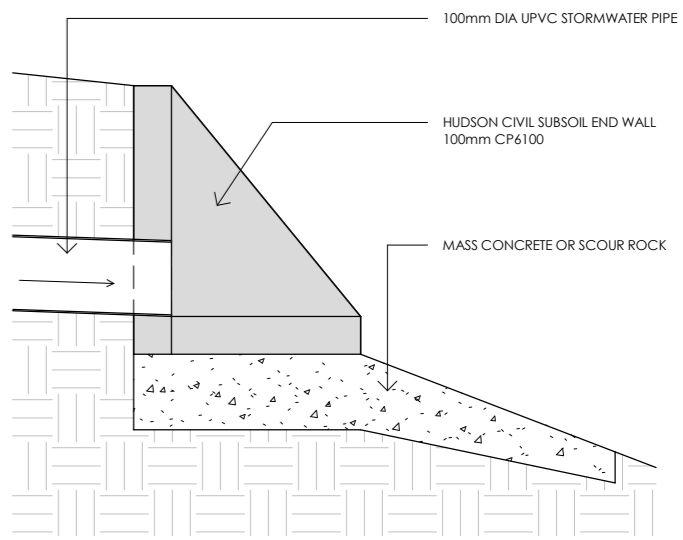 100mm DIA UPVC STORMWATER PIPE
HUDSON CIVIL SUBSOIL END WALL
100mm CP6100
MASS CONCRETE OR SCOUR ROCK